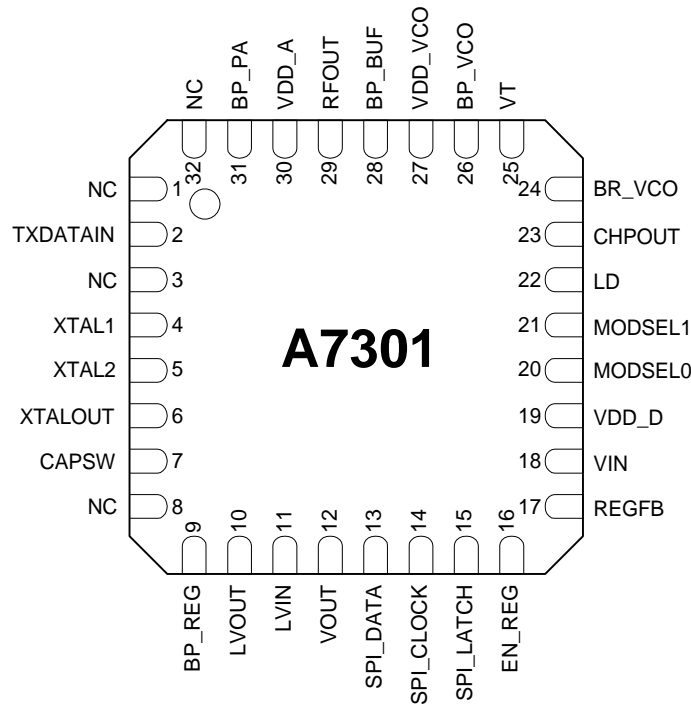 NC
BP_PA
VDD_A
RFOUT
BP_BUF
VDD_VCO
BP_VCO
VT
32
31
30
29
28
27
26
25
NC 1
TXDATAIN 2
NC 3
XTAL1 4
XTAL2 5
XTALOUT 6
CAPSW 7
NC 8
A7301
24 BR_VCO
23 CHPOUT
22 LD
21 MODSEL1
20 MODSEL0
19 VDD_D
18 VIN
17 REGFB
9
10
11
12
13
14
15
16
BP_REG
LVOUT
LVIN
VOUT
SPI_DATA
SPI_CLOCK
SPI_LATCH
EN_REG